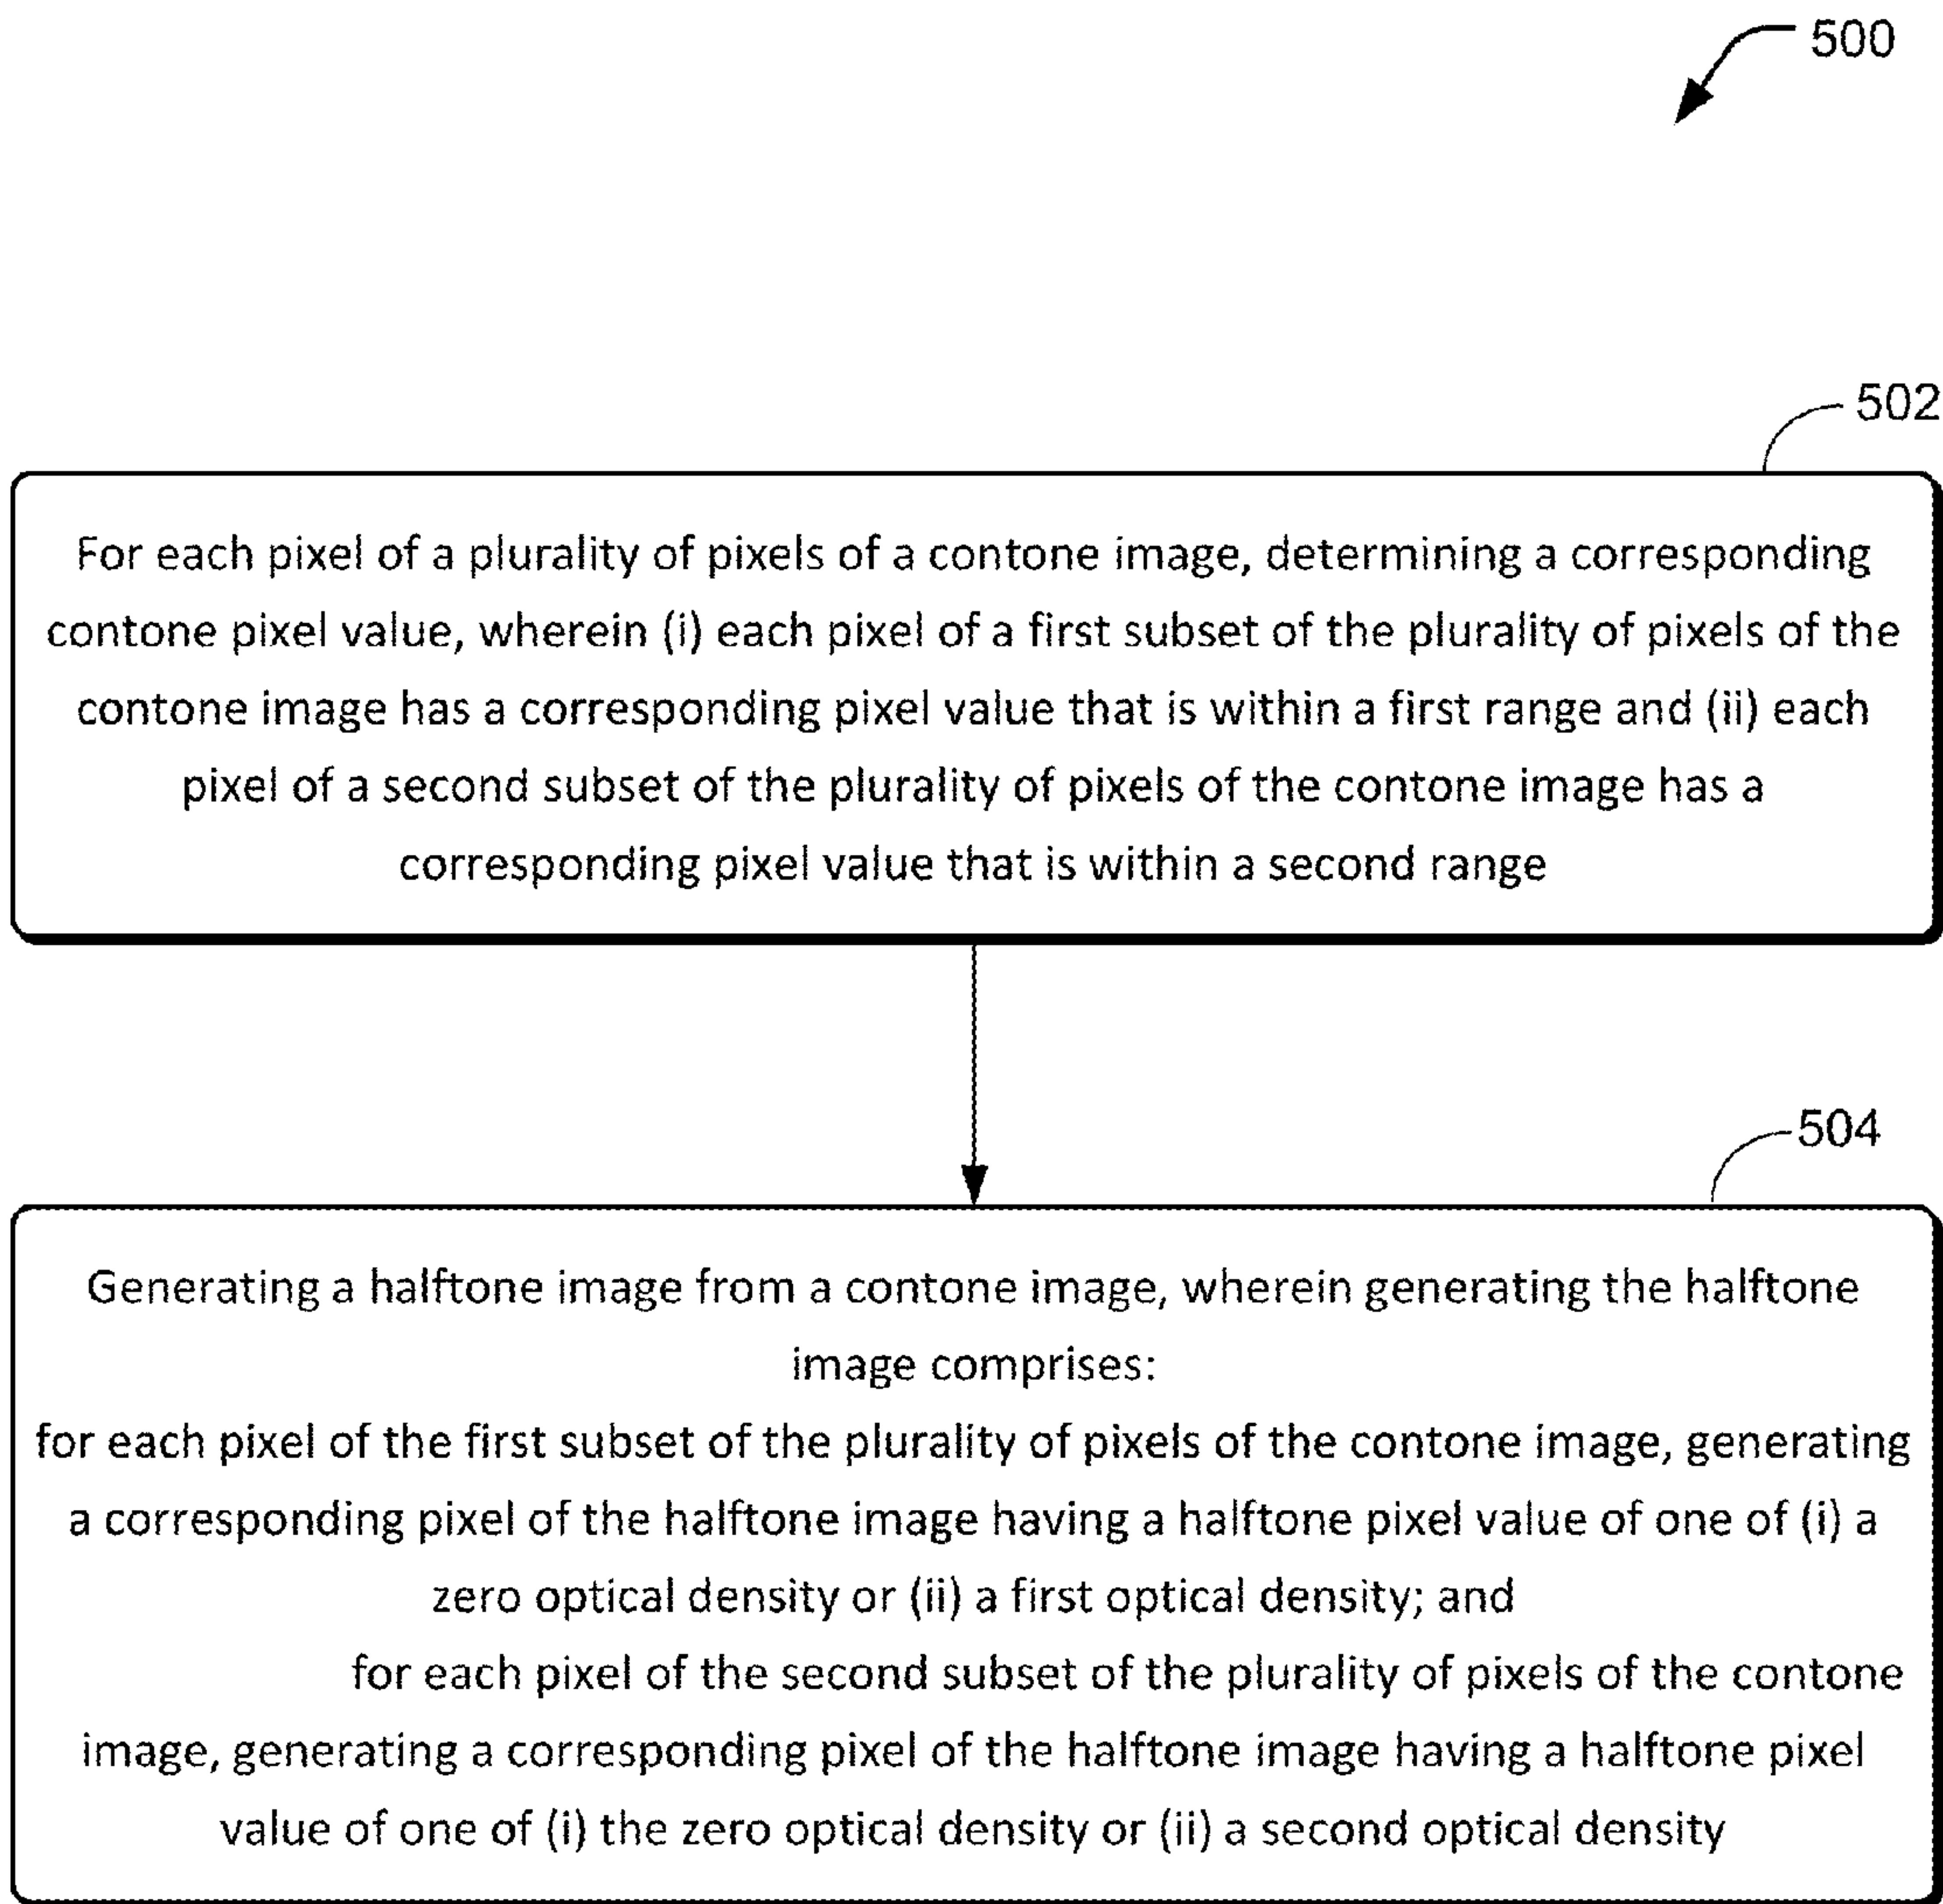 500
502
For each pixel of a plurality of pixels of a contone image, determining a corresponding
contone pixel value, wherein (i) each pixel of a first subset of the plurality of pixels of the
contone image has a corresponding pixel value that is within a first range and (ii) each
pixel of a second subset of the plurality of pixels of the contone image has a
corresponding pixel value that is within a second range
504
Generating a halftone image from a contone image, wherein generating the halftone
image comprises:
for each pixel of the first subset of the plurality of pixels of the contone image, generating
a corresponding pixel of the halftone image having a halftone pixel value of one of (i) a
zero optical density or (ii) a first optical density; and
for each pixel of the second subset of the plurality of pixels of the contone
image, generating a corresponding pixel of the halftone image having a halftone pixel
value of one of (i) the zero optical density or (ii) a second optical density